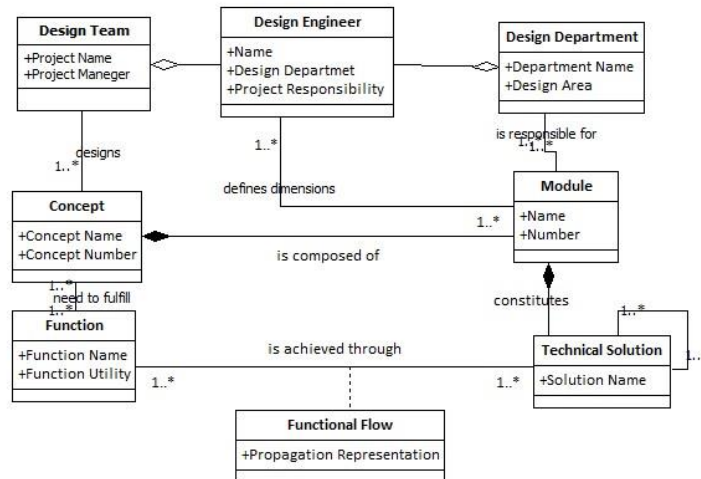 Design Team
+Project Name
+Project Maneger
Design Engineer
+Name
+Design Departmet
+Project Responsibility
Design Department
+Department Name
+Design Area
designs
1..*
1..*
defines dimensions
is responsible for
1..*
1..*
Concept
+Concept Name
+Concept Number
is composed of
1..*
Module
+Name
+Number
1..*
need to fulfill
1..*
constitutes
Function
+Function Name
+Function Utility
is achieved through
1..*
1..*
Technical Solution
+Solution Name
1..*
1..
Functional Flow
+Propagation Representation